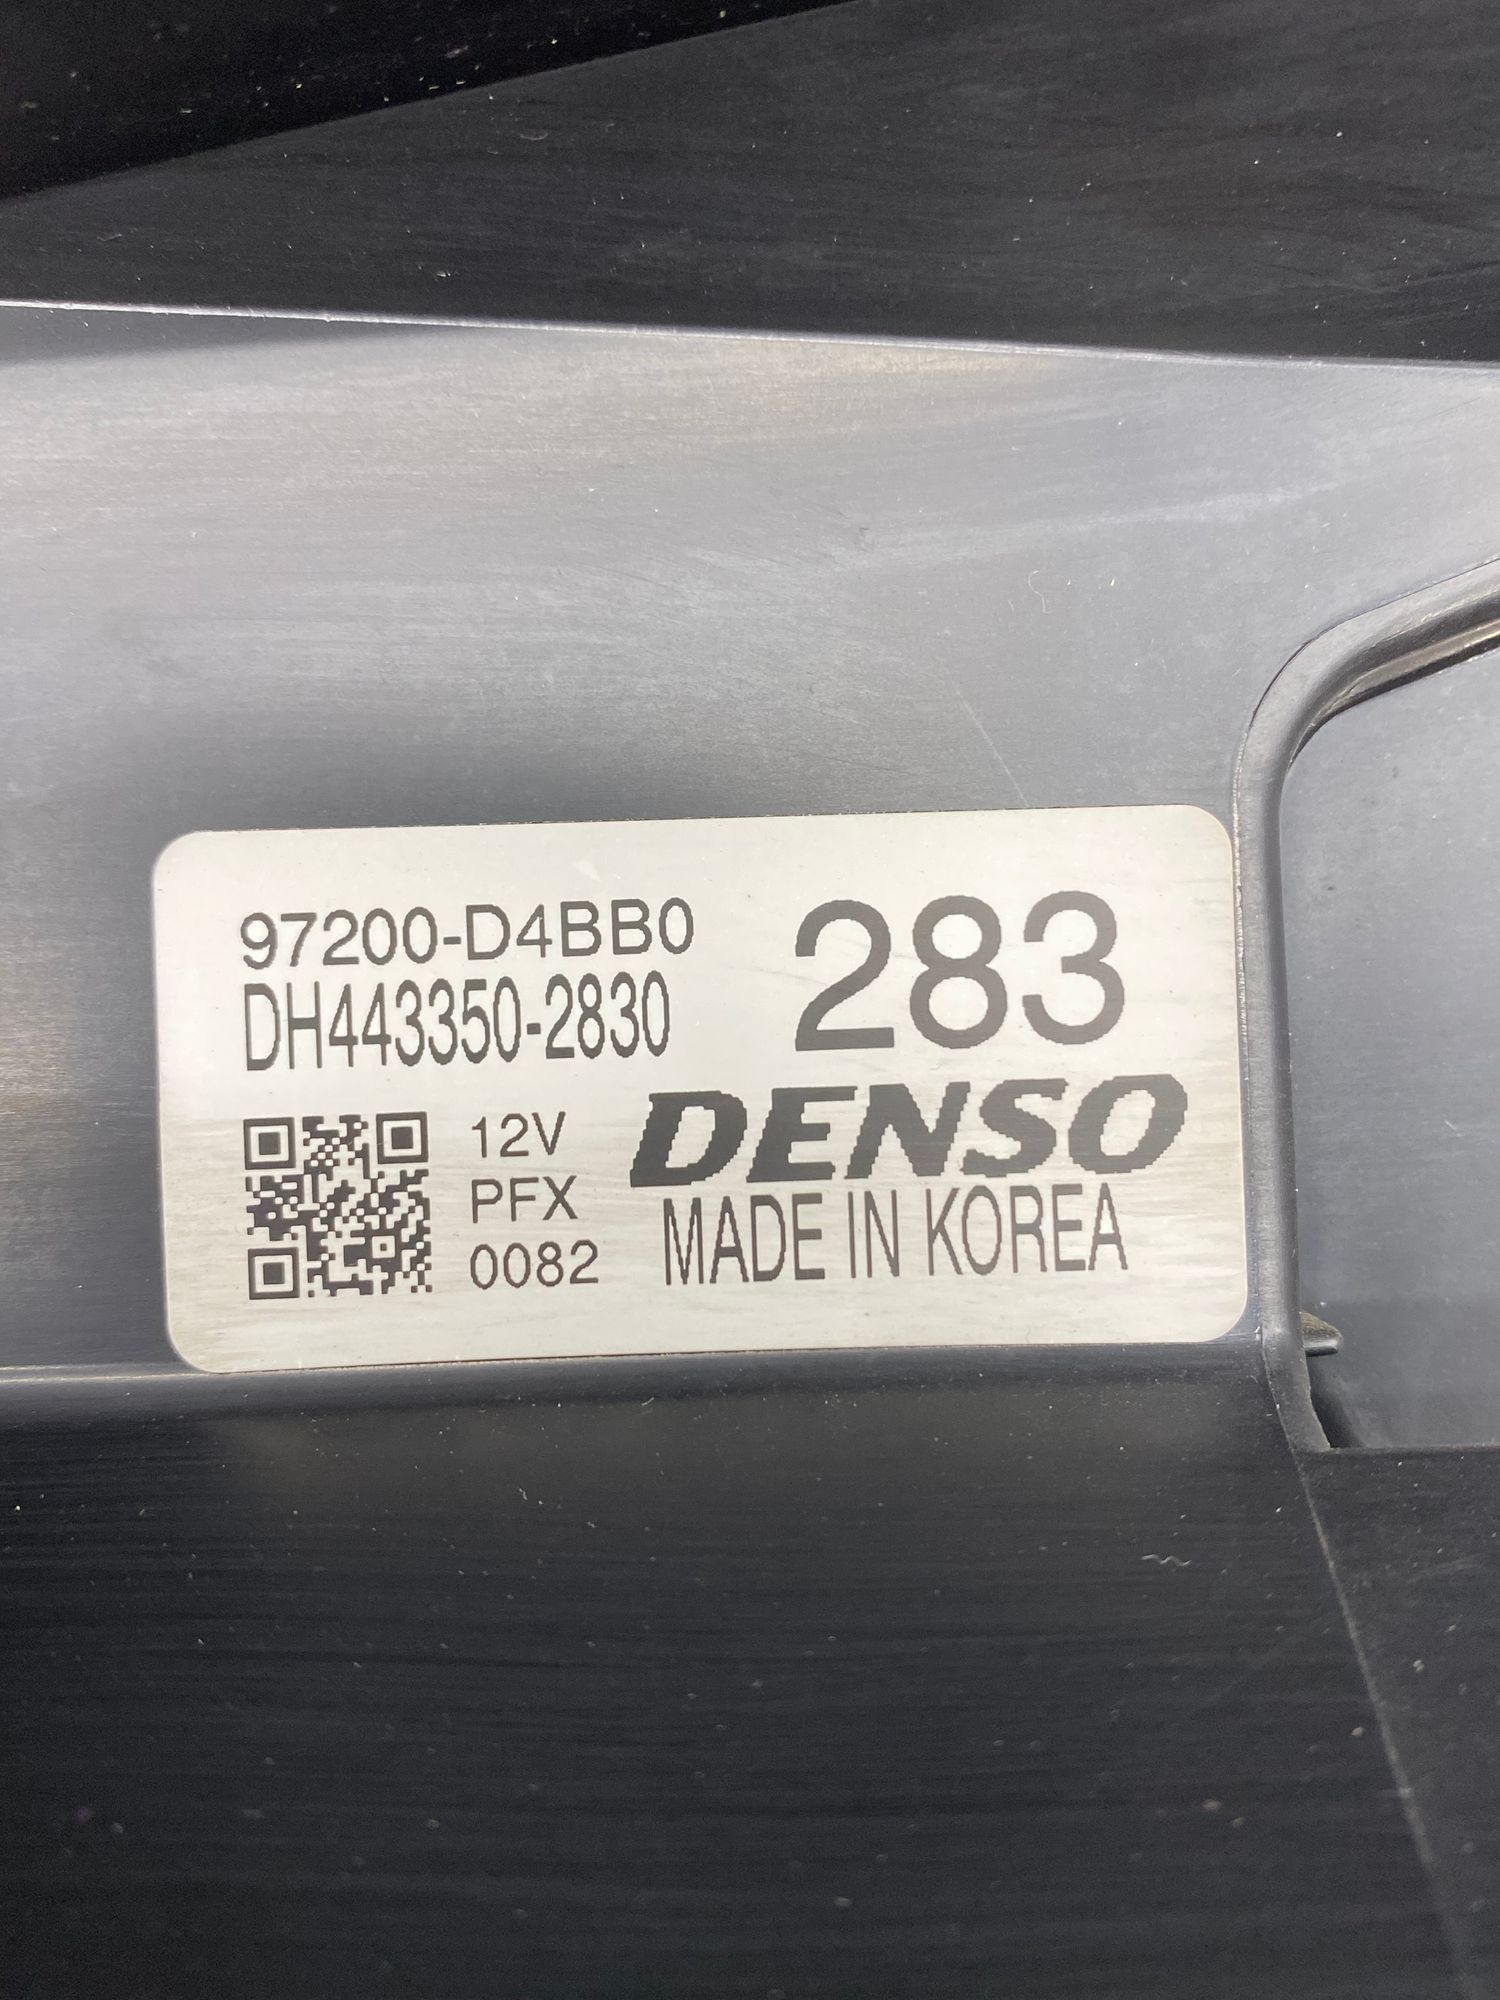 97200-D4BB0
DH443350-2830
283
DENSO
MADE IN KOREA
12V
PFX
0082